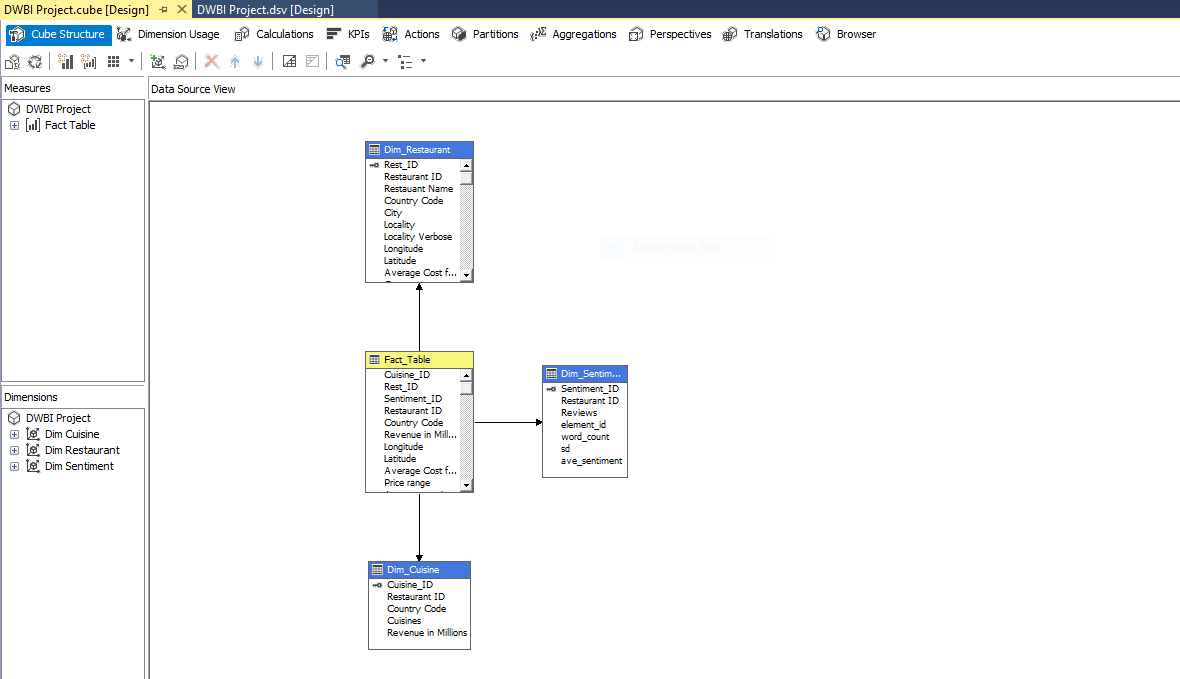 DWBI Project.cube [Design]
DWBI Project.dsv [Design]
Cube Structure
Dimension Usage
Calculations
KPIs
Actions
Partitions
Aggregations
Perspectives
Translations
Browser
Measures
DWBI Project
Fact Table
Dimensions
DWBI Project
Dim Cuisine
Dim Restaurant
Dim Sentiment
Data Source View
Dim_Restaurant
Rest_ID
Restaurant ID
Restauant Name
Country Code
City
Locality
Locality Verbose
Longitude
Latitude
Average Cost f...
Fact_Table
Cuisine_ID
Rest_ID
Sentiment_ID
Restaurant ID
Country Code
Revenue in Mill...
Longitude
Latitude
Average Cost f...
Price range
Dim_Sentim...
Sentiment_ID
Restaurant ID
Reviews
element_id
word_count
sd
ave_sentiment
Dim_Cuisine
Cuisine_ID
Restaurant ID
Country Code
Cuisines
Revenue in Millions